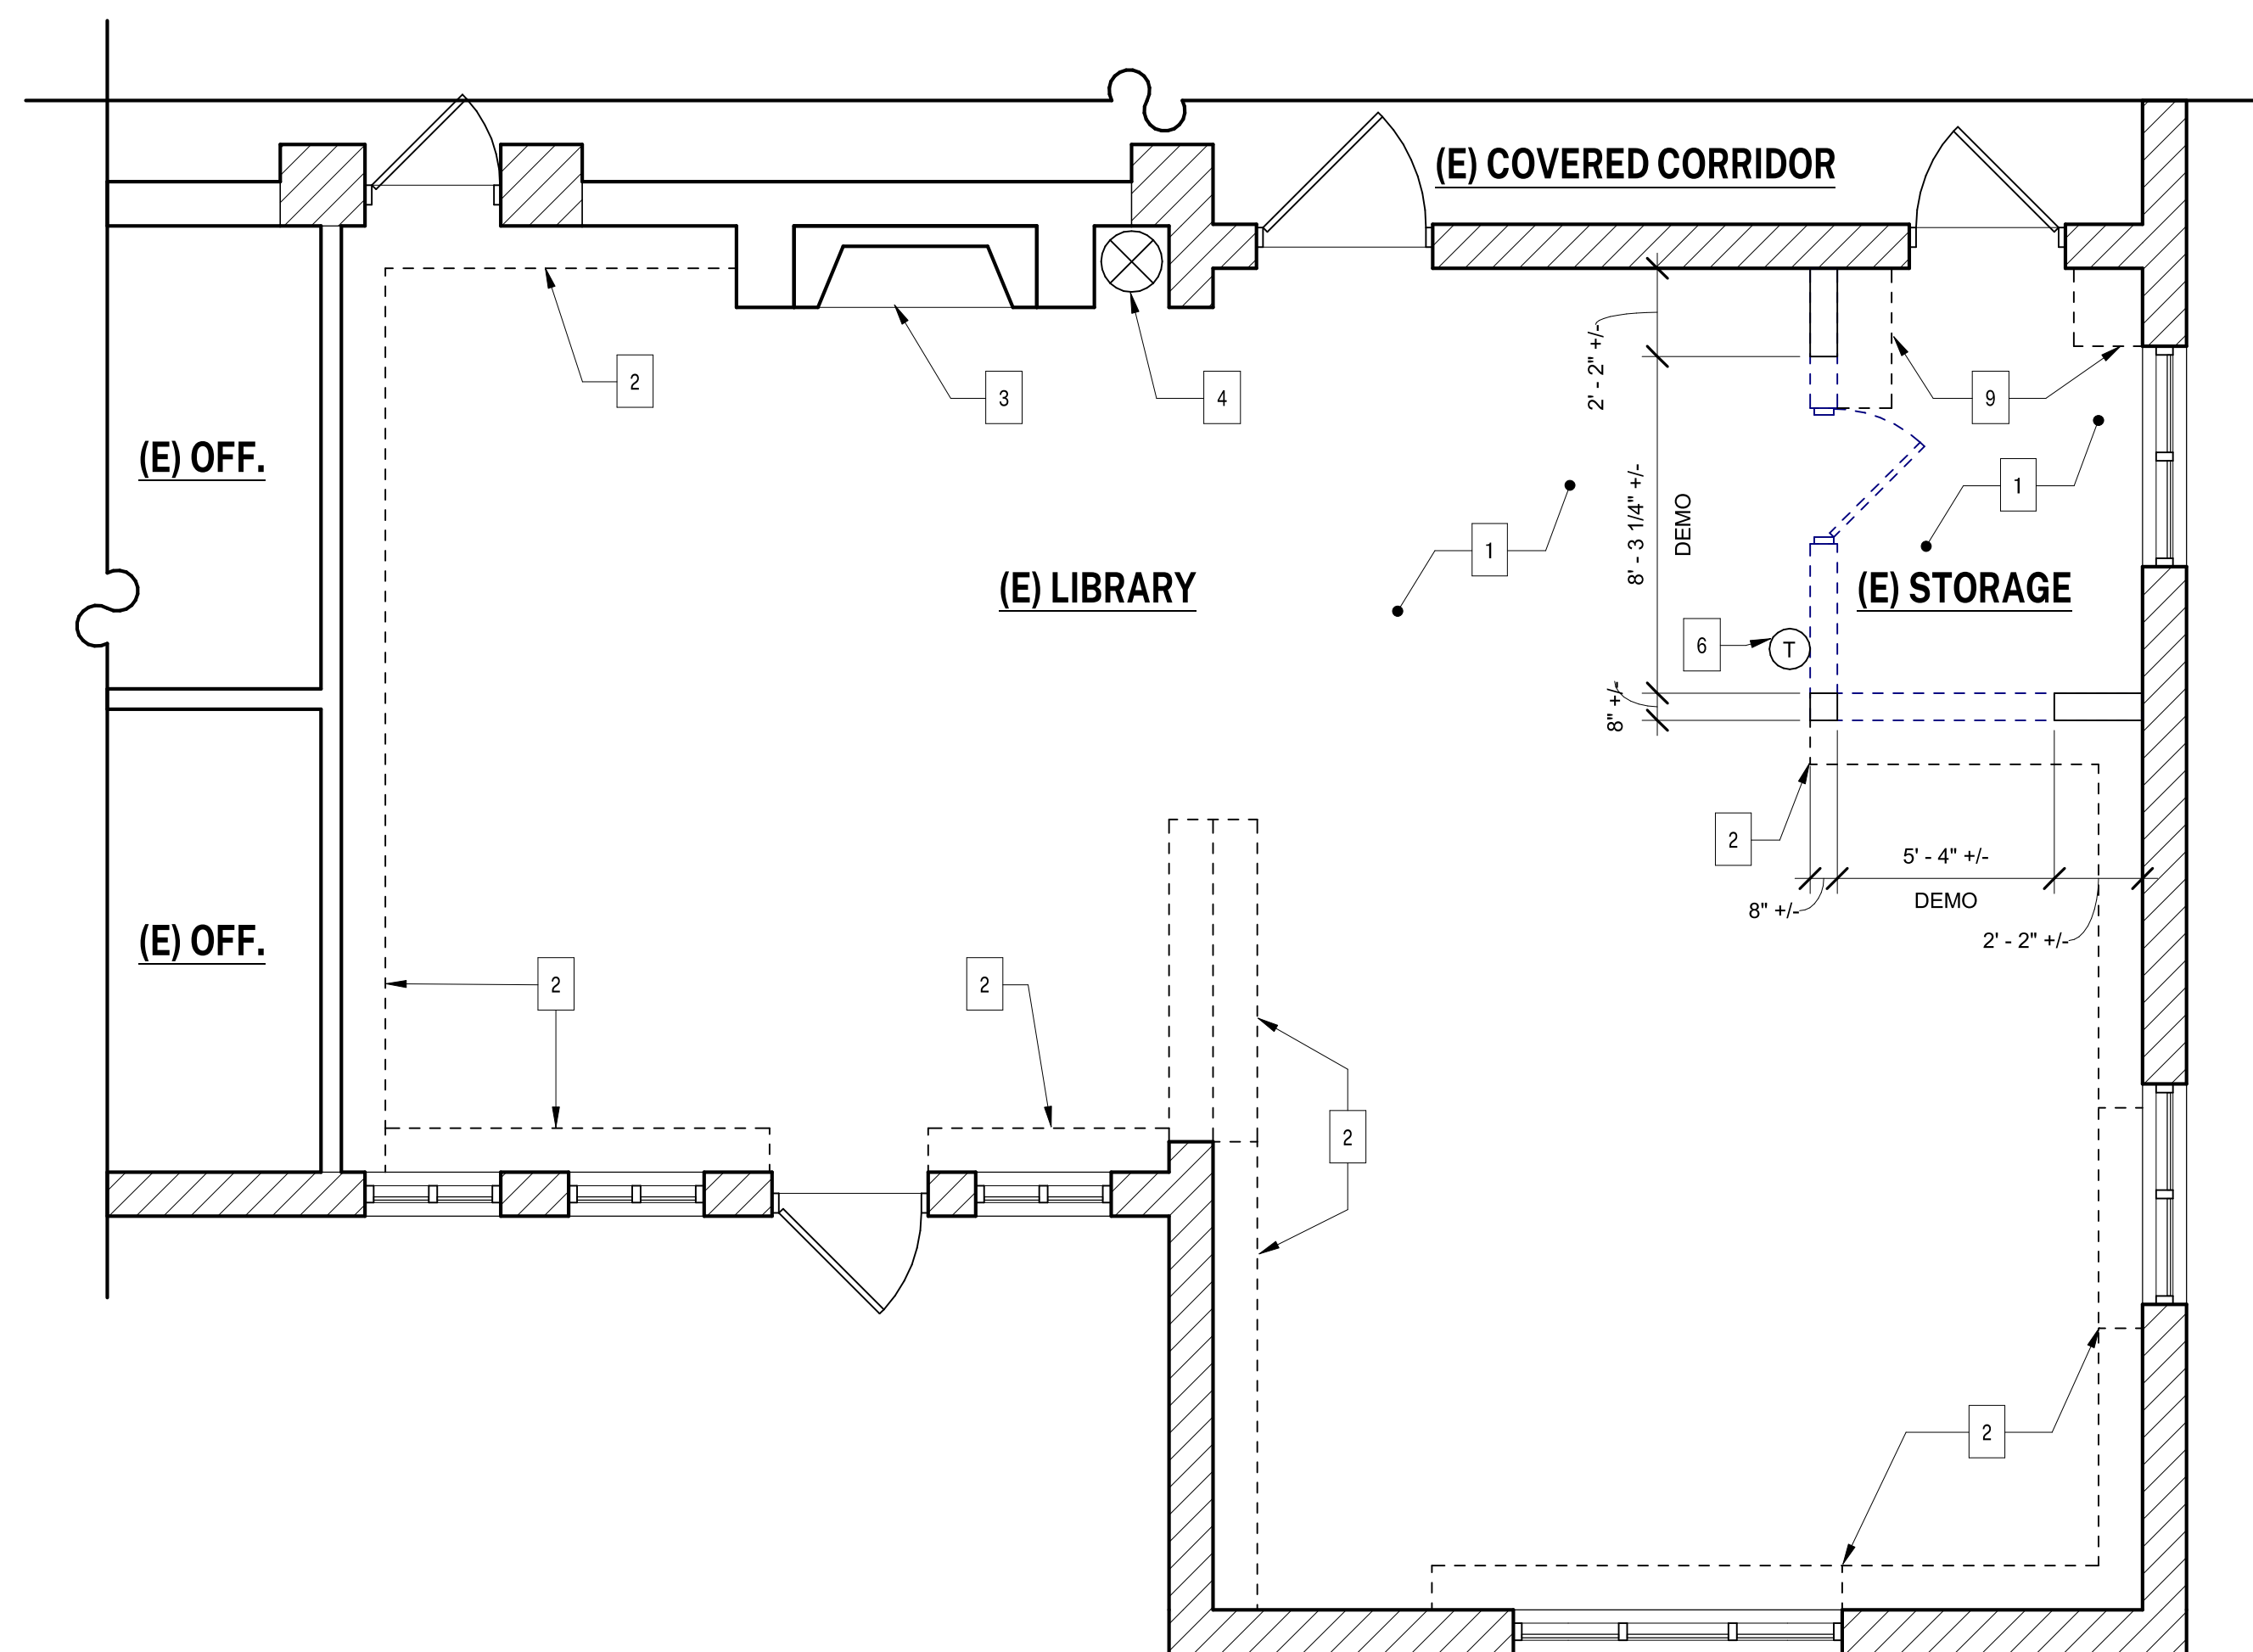 (E) COVERED CORRIDOR
2' - 2" +/-
2
3
4
9
(E) OFF.
1
1
8' - 3 1/4" +/-
DEMO
(E) LIBRARY
(E) STORAGE
6
T
8" +/-
2
5' - 4" +/-
DEMO
8" +/-
2' - 2" +/-
(E) OFF.
2
2
2
2